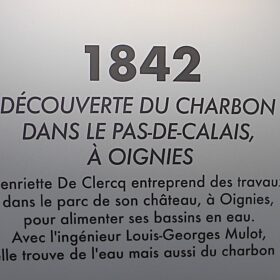 1842
DÉCOUVERTE DU CHARBON
DANS LE PAS-DE-CALAIS,
À OIGNIES
enriette De Clercq entreprend des travaux
dans le parc de son château, à Oignies,
pour alimenter ses bassins en eau.
Avec l'ingénieur Louis-Georges Mulot,
elle trouve de l'eau mais aussi du charbon